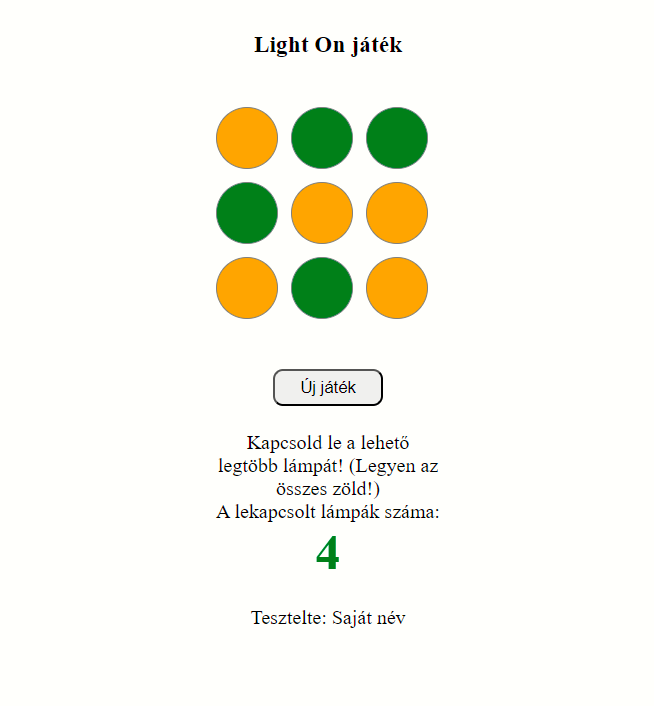 Light On játék
Új játék
Kapcsold le a lehető
legtöbb lámpát! (Legyen az
összes zöld!)
A lekapcsolt lámpák száma:
4
Tesztelte: Saját név